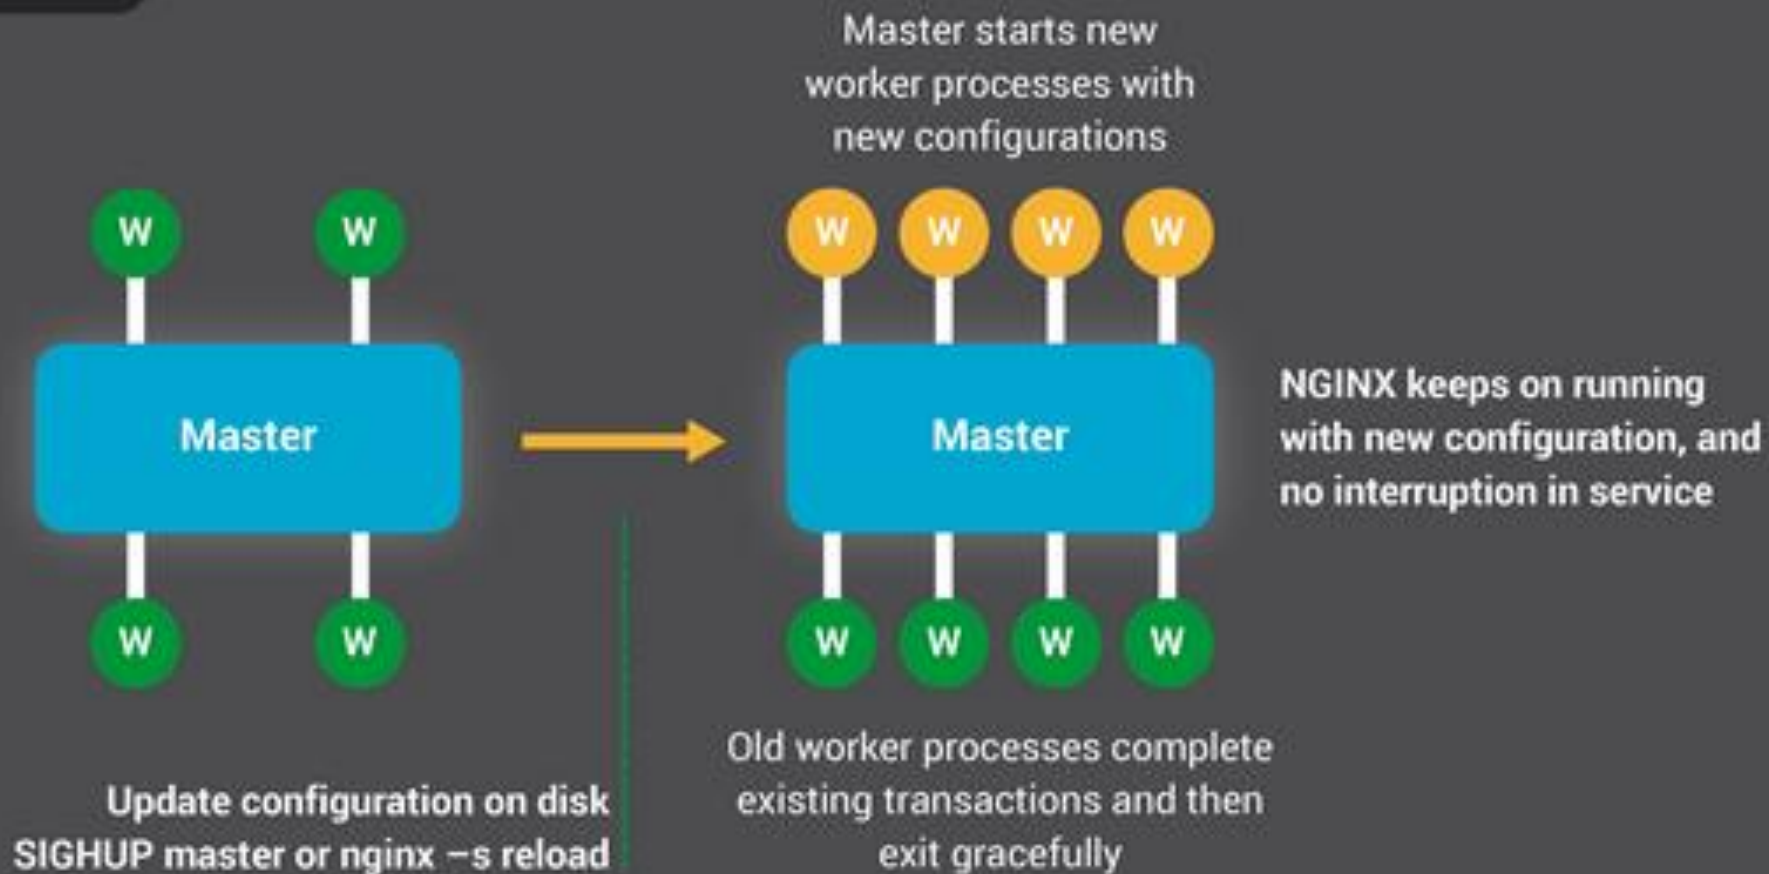 Master starts new
worker processes with
new configurations
W W
W W W W
Master
Master
NGINX keeps on running
with new configuration, and
no interruption in service
W W
W W W W
Update configuration on disk
SIGHUP master or nginx –s reload
Old worker processes complete
existing transactions and then
exit gracefully